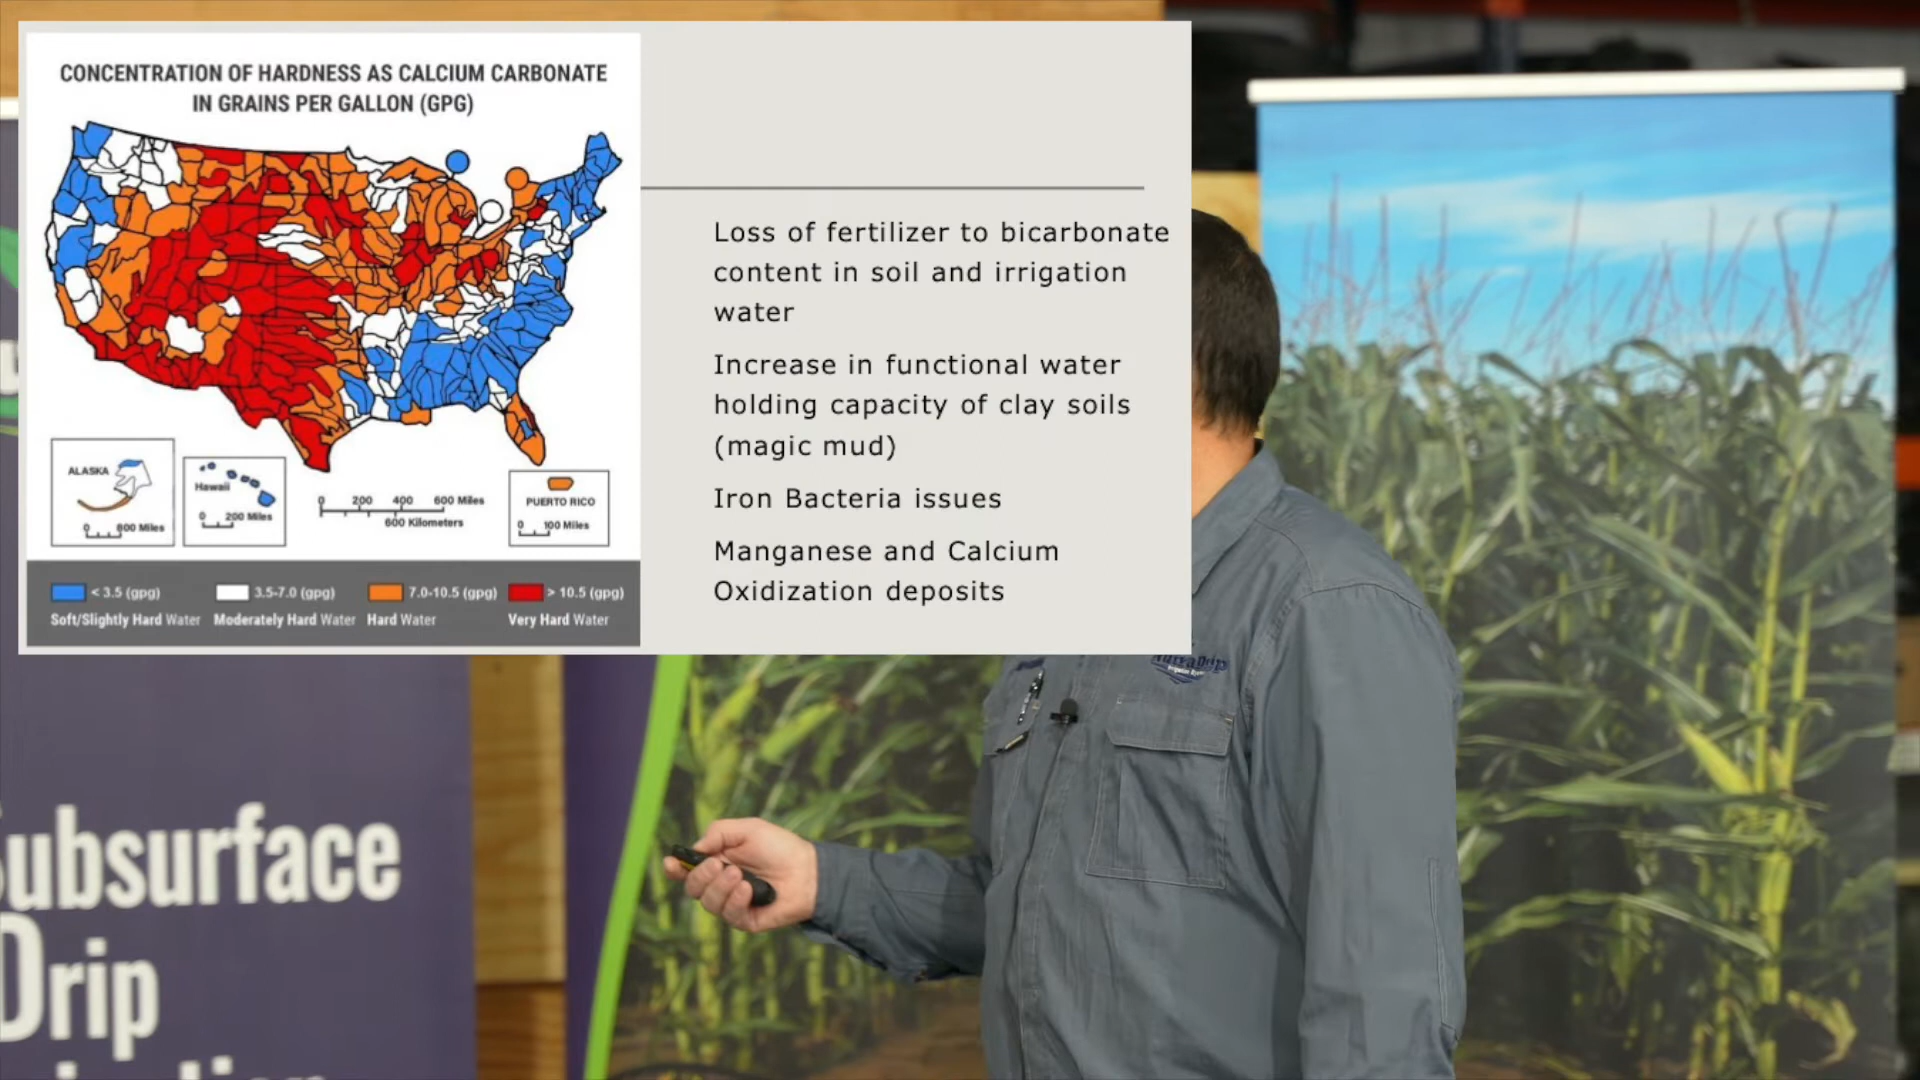 CONCENTRATION OF HARDNESS AS CALCIUM CARBONATE
IN GRAINS PER GALLON (GPG)
ALASKA
0 600 Miles
Hawaii
0 200 Miles
0 200 400 600 Miles
600 Kilometers
PUERTO RICO
0 100 Miles
< 3.5 (gpg)
Soft/Slightly Hard Water
3.5-7.0 (gpg)
Moderately Hard Water
7.0-10.5 (gpg)
Hard Water
> 10.5 (gpg)
Very Hard Water
Loss of fertilizer to bicarbonate
content in soil and irrigation
water
Increase in functional water
holding capacity of clay soils
(magic mud)
Iron Bacteria issues
Manganese and Calcium
Oxidization deposits
ubsurface
Drip